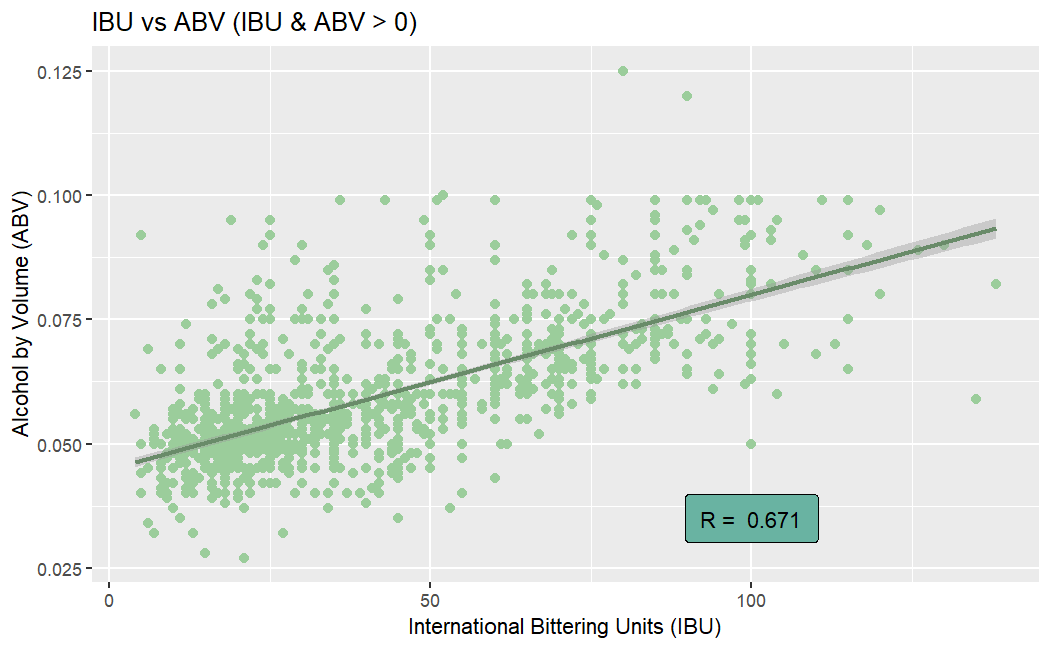 IBU vs ABV (IBU & ABV > 0)
0.125
0.100
0.075
0.050
0.025
Alcohol by Volume (ABV)
R = 0.671
0 50 100
International Bittering Units (IBU)